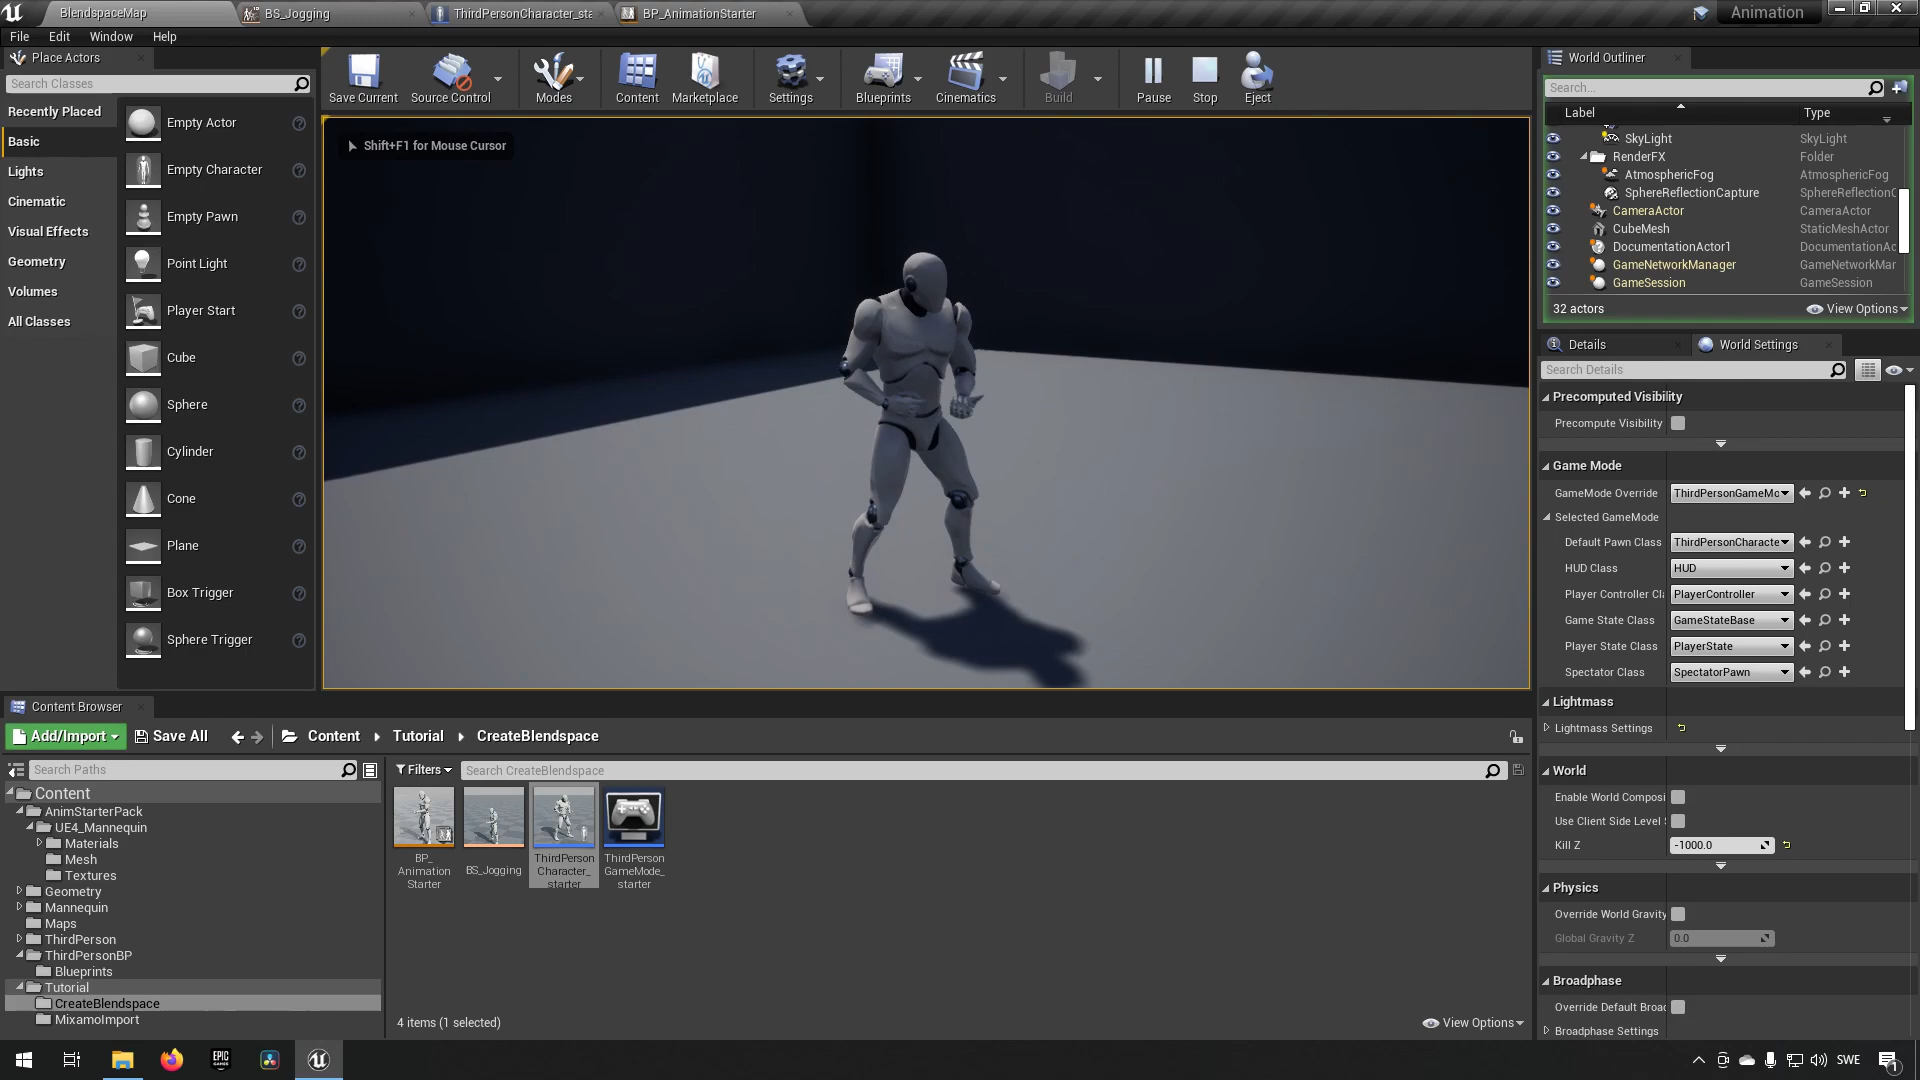 BlendspaceMap
BS_Jogging
ThirdPersonCharacter_sta
BP_AnimationStarter
Animation
File
Edit
Window
Help
Place Actors
Search Classes
Recently Placed
Basic
Lights
Cinematic
Visual Effects
Geometry
Volumes
All Classes
Empty Actor
Empty Character
Empty Pawn
Point Light
Player Start
Cube
Sphere
Cylinder
Cone
Plane
Box Trigger
Sphere Trigger
Save Current
Source Control
Modes
Content
Marketplace
Settings
Blueprints
Cinematics
Build
Pause
Stop
Eject
Shift+F1 for Mouse Cursor
World Outliner
Search...
Label
Type
SkyLight
SkyLight
RenderFX
Folder
AtmosphericFog
AtmosphericFog
SphereReflectionCapture
SphereReflectionC
CameraActor
CameraActor
CubeMesh
StaticMeshActor
DocumentationActor1
DocumentationAc
GameNetworkManager
GameNetworkMar
GameSession
GameSession
32 actors
View Options
Details
World Settings
Search Details
Precomputed Visibility
Precompute Visibility
Game Mode
GameMode Override
ThirdPersonGameMo
Selected GameMode
Default Pawn Class
ThirdPersonCharacte
HUD Class
HUD
Player Controller Cl
PlayerController
Game State Class
GameStateBase
Player State Class
PlayerState
Spectator Class
SpectatorPawn
Lightmass
Lightmass Settings
World
Enable World Composi
Use Client Side Level
Kill Z
-1000.0
Physics
Override World Gravity
Global Gravity Z
0.0
Broadphase
Override Default Broad
Broadphase Settings
Content Browser
Add/Import
Save All
Content
Tutorial
CreateBlendspace
Search Paths
Filters
Search CreateBlendspace
Content
AnimStarterPack
UE4_Mannequin
Materials
Mesh
Textures
Geometry
Mannequin
Maps
ThirdPerson
ThirdPersonBP
Blueprints
Tutorial
CreateBlendspace
MixamoImport
BP_
Animation
Starter
BS_Jogging
ThirdPerson
Character_
starter
ThirdPerson
GameMode_
starter
4 items (1 selected)
View Options
EPIC
GAMES
SWE
1